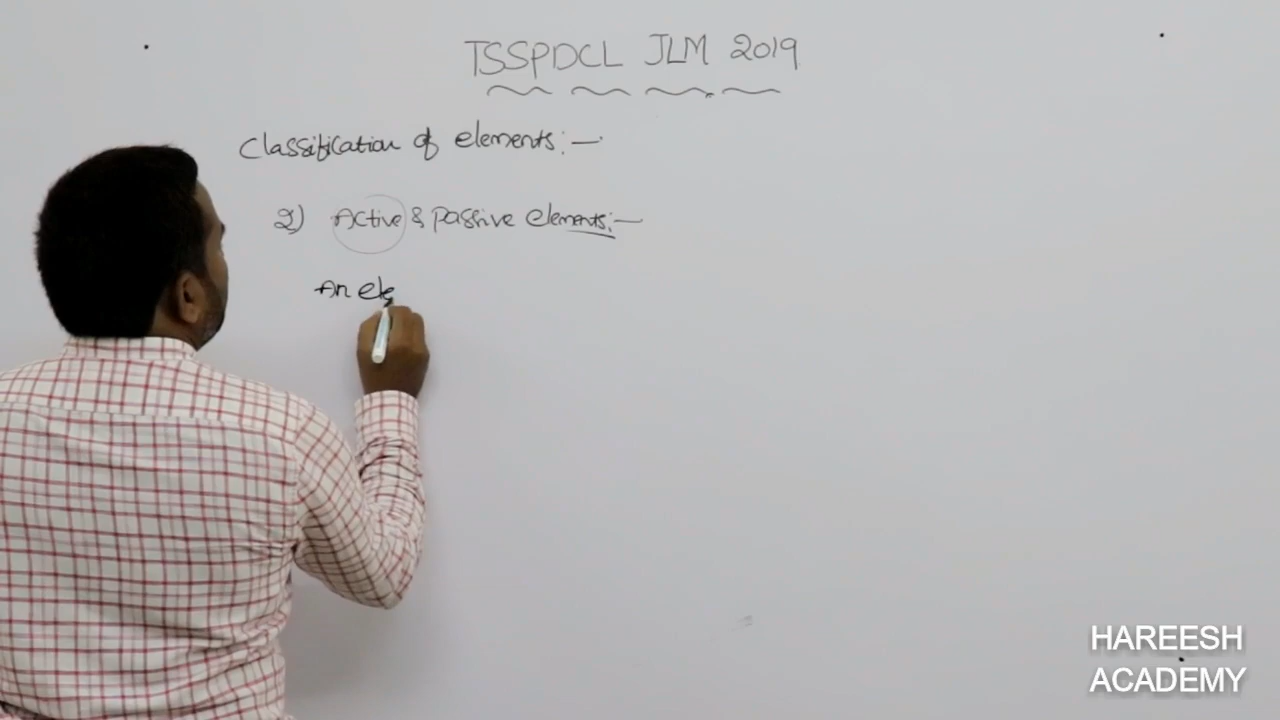 TSSPDCL JLM 2019
Classification of elements:-
2) Active & passive elements:-
An ele
HAREESH
ACADEMY